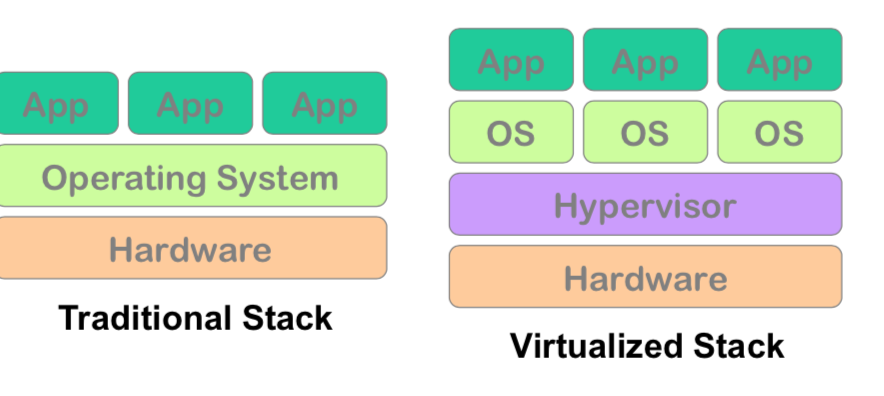 App App App
Operating System
Hardware
Traditional Stack
App App App
OS OS OS
Hypervisor
Hardware
Virtualized Stack